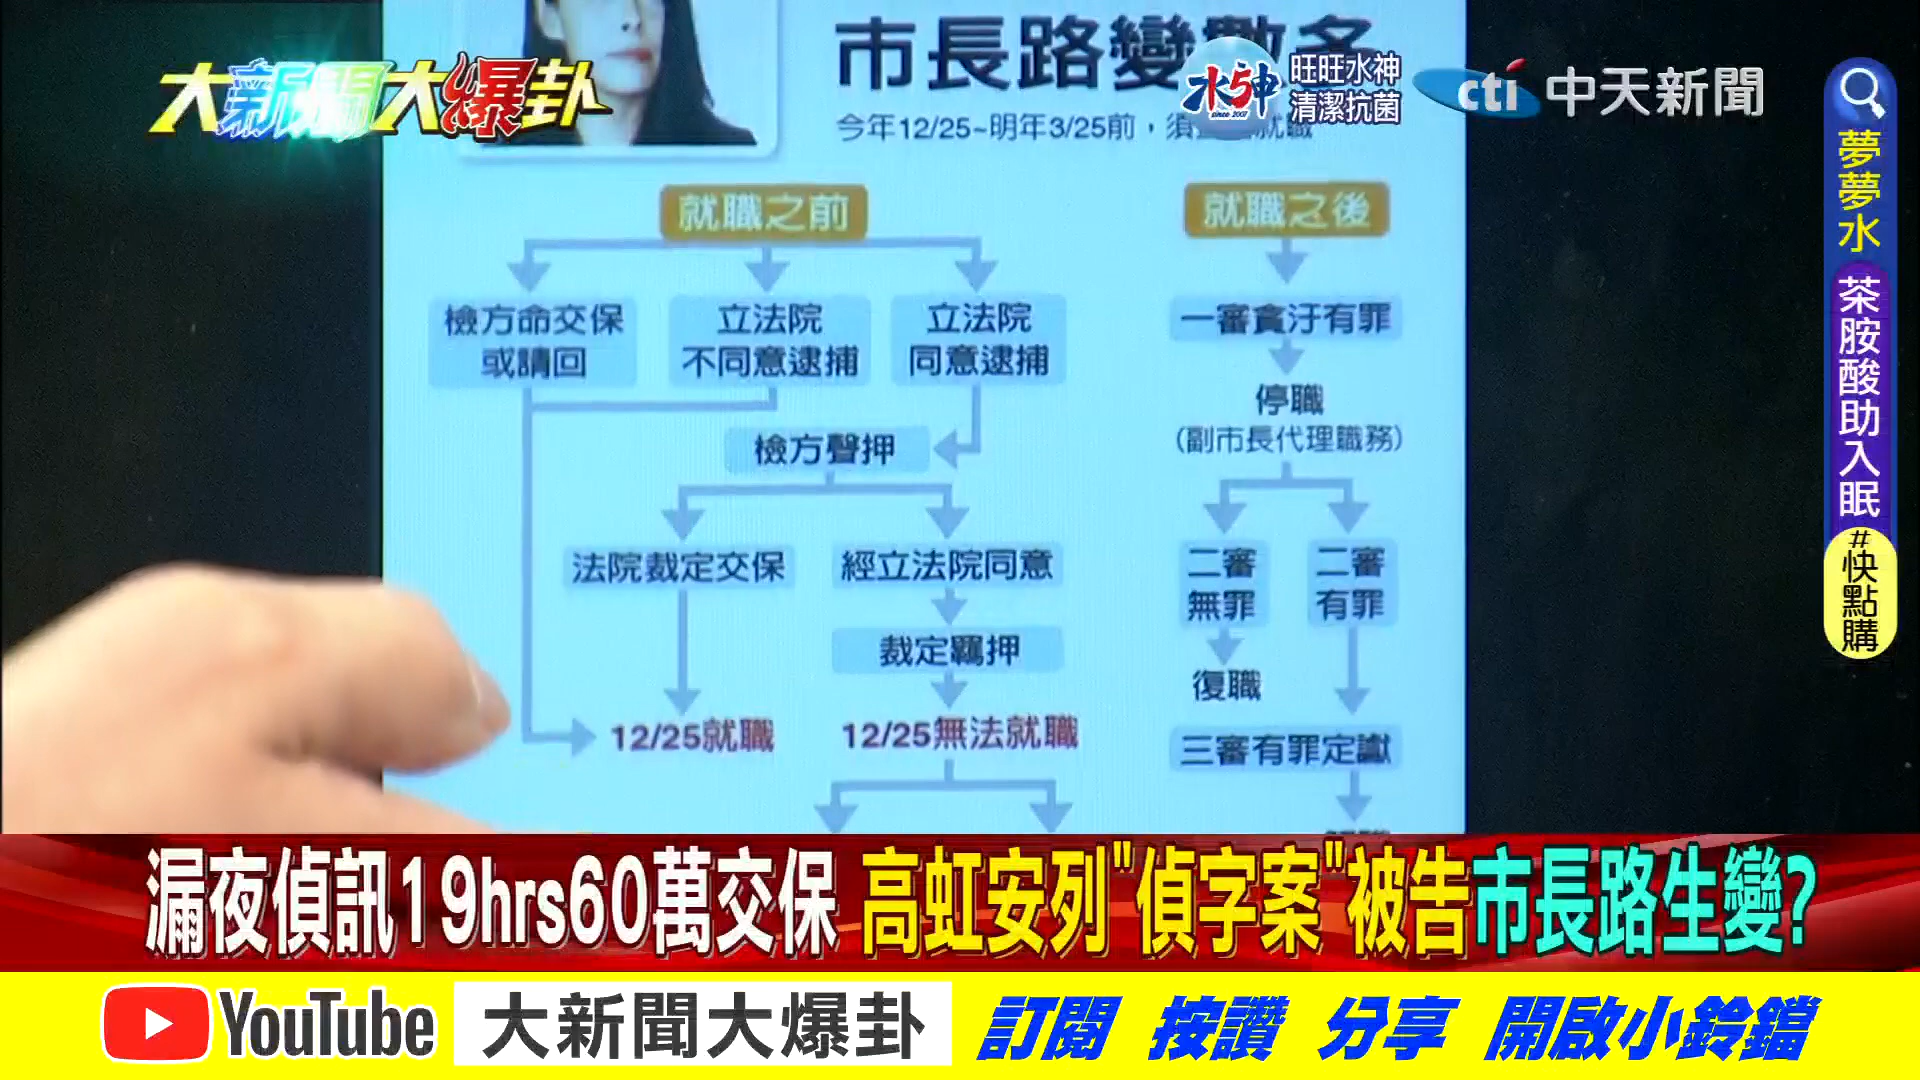 大新聞大爆卦
市長路變數多
今年12/25~明年3/25前，須
就職
水神
since 2007
旺旺水神
清潔抗菌
cti 中天新聞
夢夢水
茶胺酸助入眠
#快點購
就職之前
就職之後
檢方命交保
或請回
立法院
不同意逮捕
立法院
同意逮捕
一審貪汙有罪
停職
(副市長代理職務)
檢方聲押
法院裁定交保
經立法院同意
二審
無罪
二審
有罪
裁定羈押
復職
12/25就職
12/25無法就職
三審有罪定讞
漏夜偵訊19hrs60萬交保 高虹安列"偵字案"被告市長路生變?
YouTube 大新聞大爆卦 訂閱 按讚 分享 開啟小鈴鐺